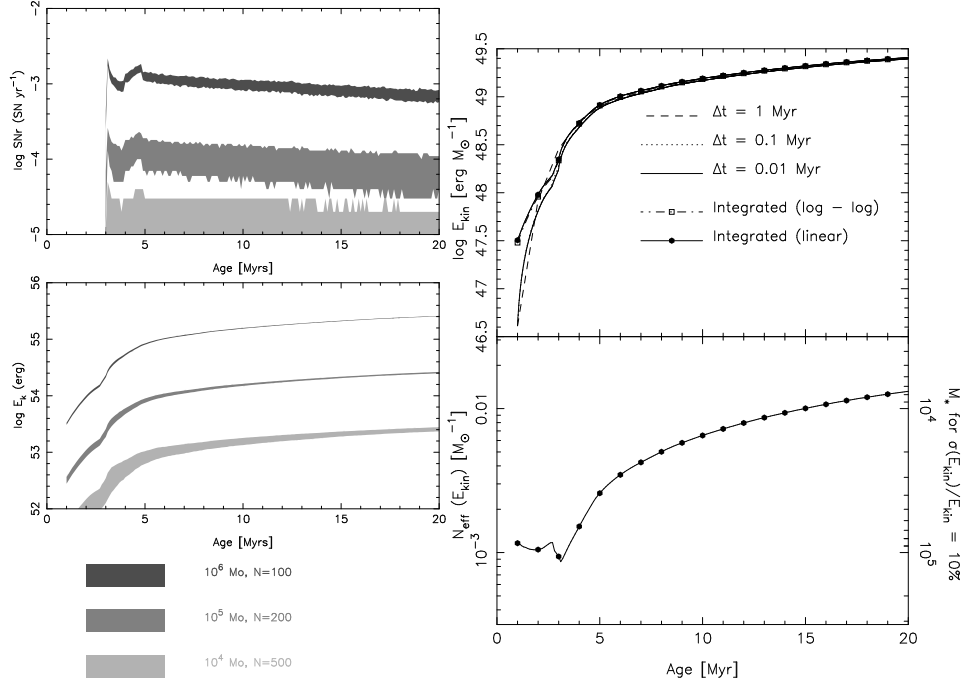 -2
-3
-4
-5
log SNr (SN yr⁻¹)
0 5 10 15 20
Age [Myrs]
56
55
54
53
52
log Eₖ (erg)
0 5 10 15 20
Age [Myrs]
10⁶ Mo, N=100
10⁵ Mo, N=200
10⁴ Mo, N=500
49.5
49
48.5
48
47.5
47
46.5
log E_kin [erg M_⊙⁻¹]
Δt = 1 Myr
Δt = 0.1 Myr
Δt = 0.01 Myr
Integrated (log − log)
Integrated (linear)
0.01
10⁻³
N_eff (E_kin) [M_⊙⁻¹]
10⁴
10⁵
M_* for σ(E_kin)/E_kin = 10%
0 5 10 15 20
Age [Myr]